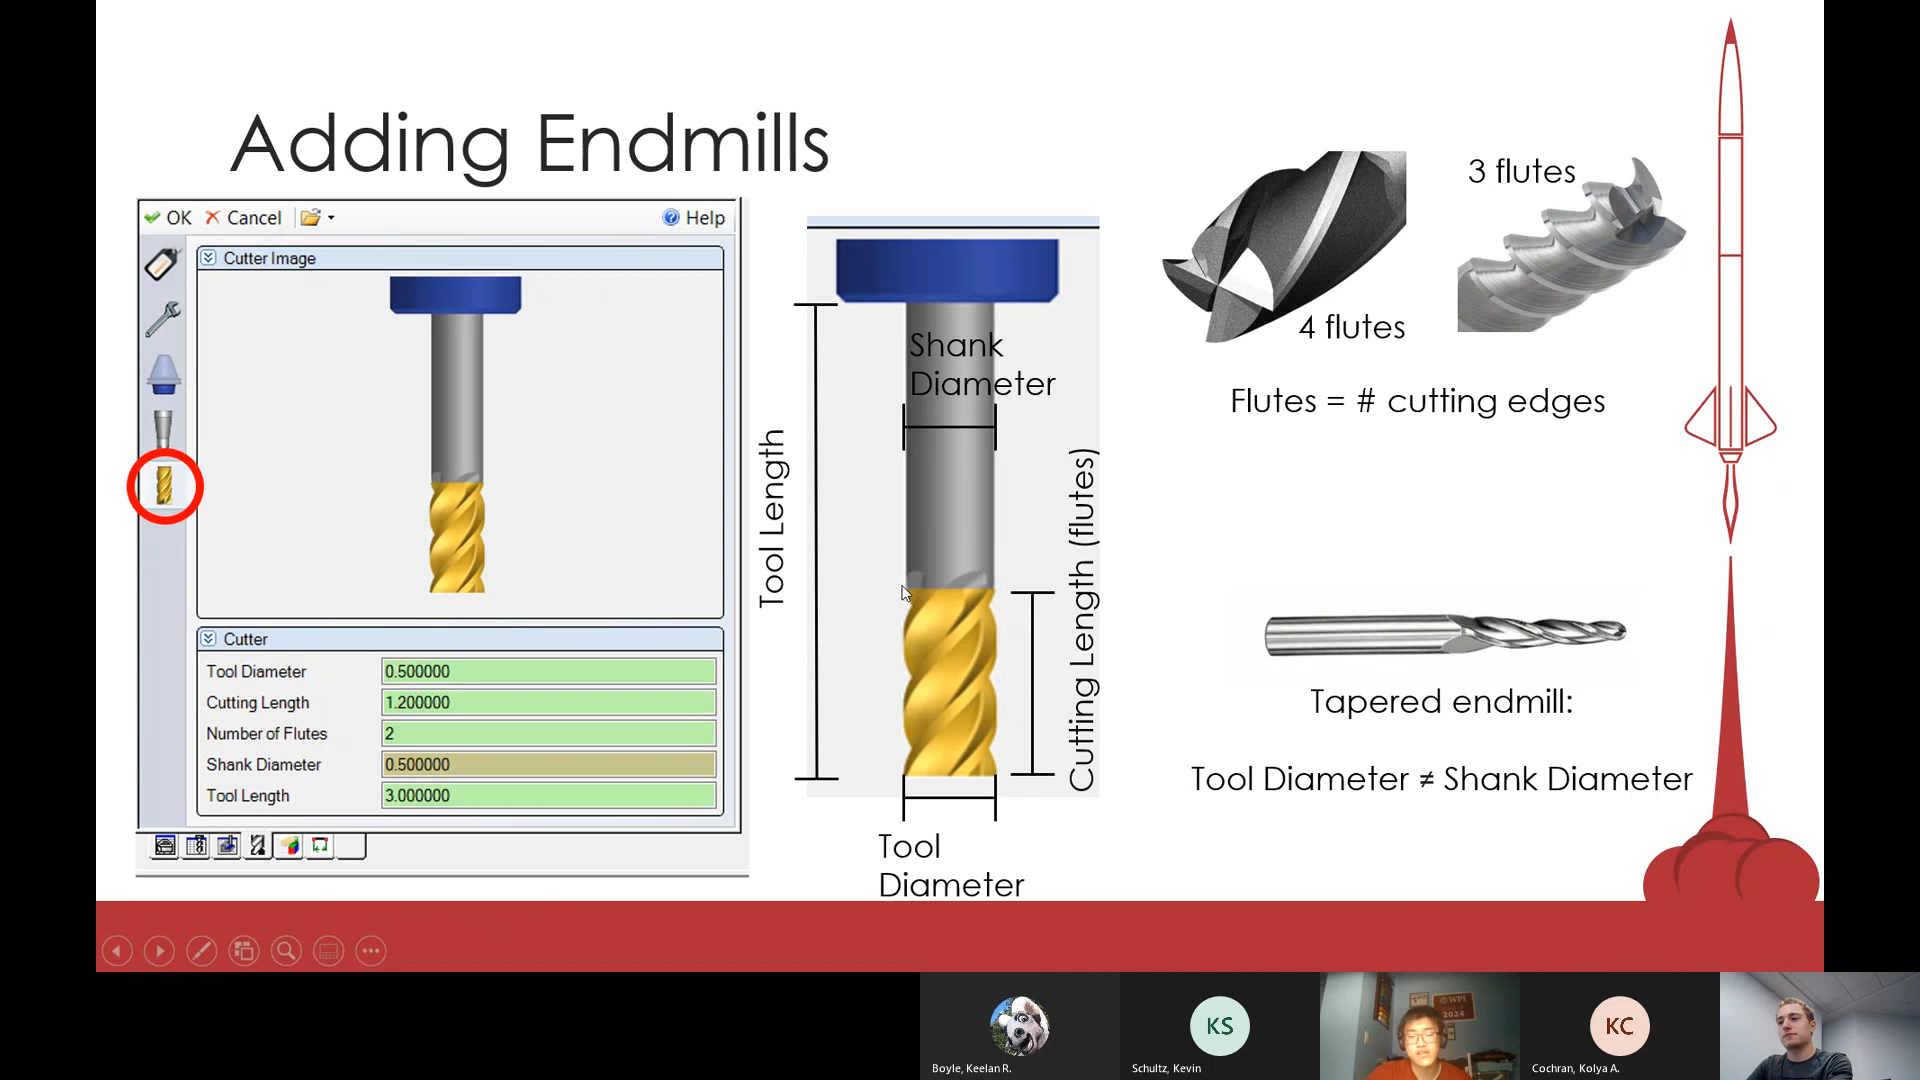 Adding Endmills
OK Cancel Help
Cutter Image
Cutter
Tool Diameter 0.500000
Cutting Length 1.200000
Number of Flutes 2
Shank Diameter 0.500000
Tool Length 3.000000
Tool Length
Shank
Diameter
Cutting Length (flutes)
Tool
Diameter
3 flutes
4 flutes
Flutes = # cutting edges
Tapered endmill:
Tool Diameter ≠ Shank Diameter
Boyle, Keelan R.
KS
Schultz, Kevin
WPI
2024
KC
Cochran, Kolya A.